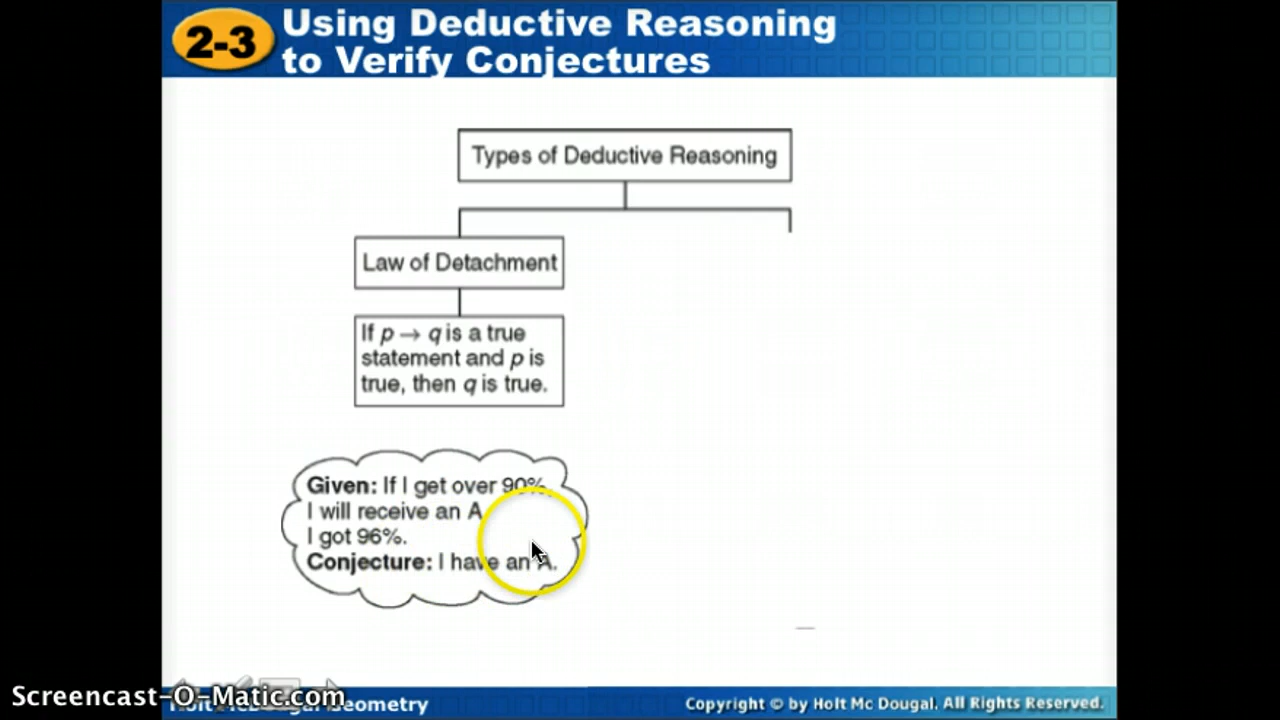 2-3
Using Deductive Reasoning
to Verify Conjectures
Types of Deductive Reasoning
Law of Detachment
If p → q is a true
statement and p is
true, then q is true.
Given: If I get over 90%,
I will receive an A
I got 96%.
Conjecture: I have an A.
Screencast-O-Matic.com
Holt McDougal Geometry
Copyright © by Holt Mc Dougal. All Rights Reserved.